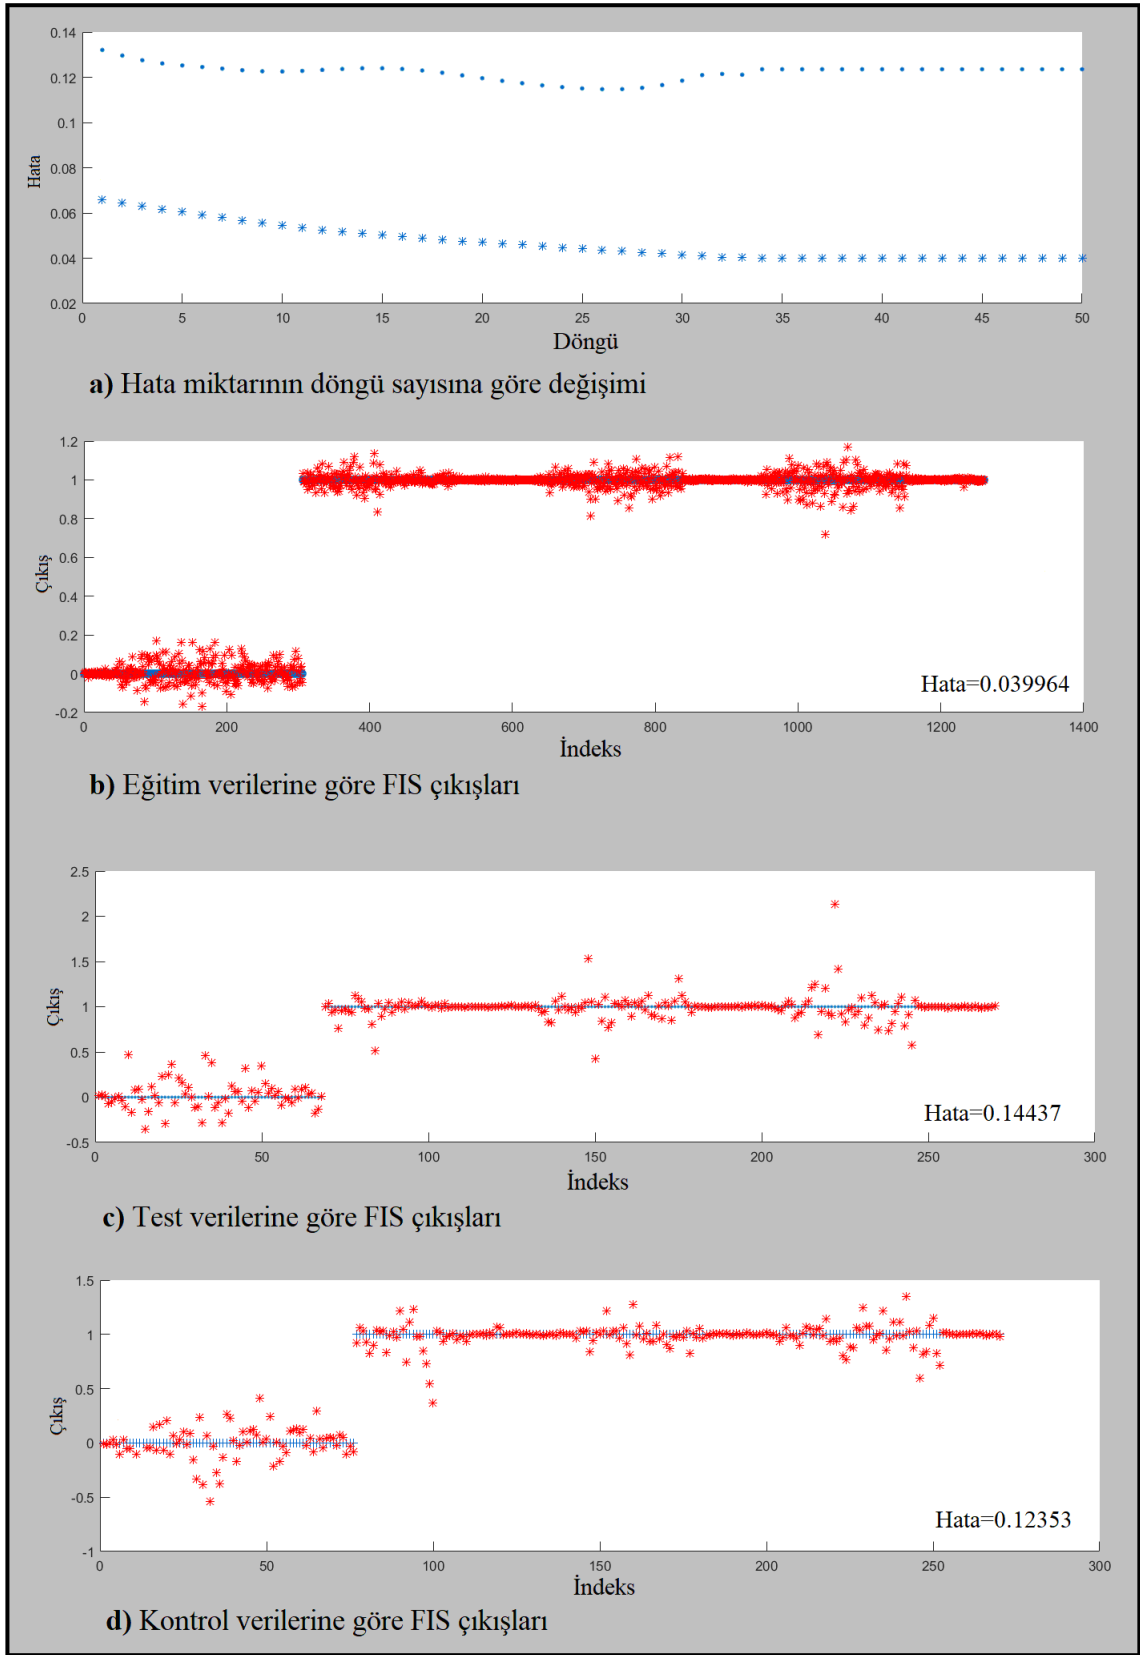 0.14
0.12
0.1
0.08
0.06
0.04
0.02
Hata
0 5 10 15 20 25 30 35 40 45 50
Döngü
a) Hata miktarının döngü sayısına göre değişimi
1.2
1
0.8
0.6
0.4
0.2
0
-0.2
Çıkış
Hata=0.039964
0 200 400 600 800 1000 1200 1400
İndeks
b) Eğitim verilerine göre FIS çıkışları
2.5
2
1.5
1
0.5
0
-0.5
Çıkış
Hata=0.14437
0 50 100 150 200 250 300
İndeks
c) Test verilerine göre FIS çıkışları
1.5
1
0.5
0
-0.5
-1
Çıkış
Hata=0.12353
0 50 100 150 200 250 300
İndeks
d) Kontrol verilerine göre FIS çıkışları